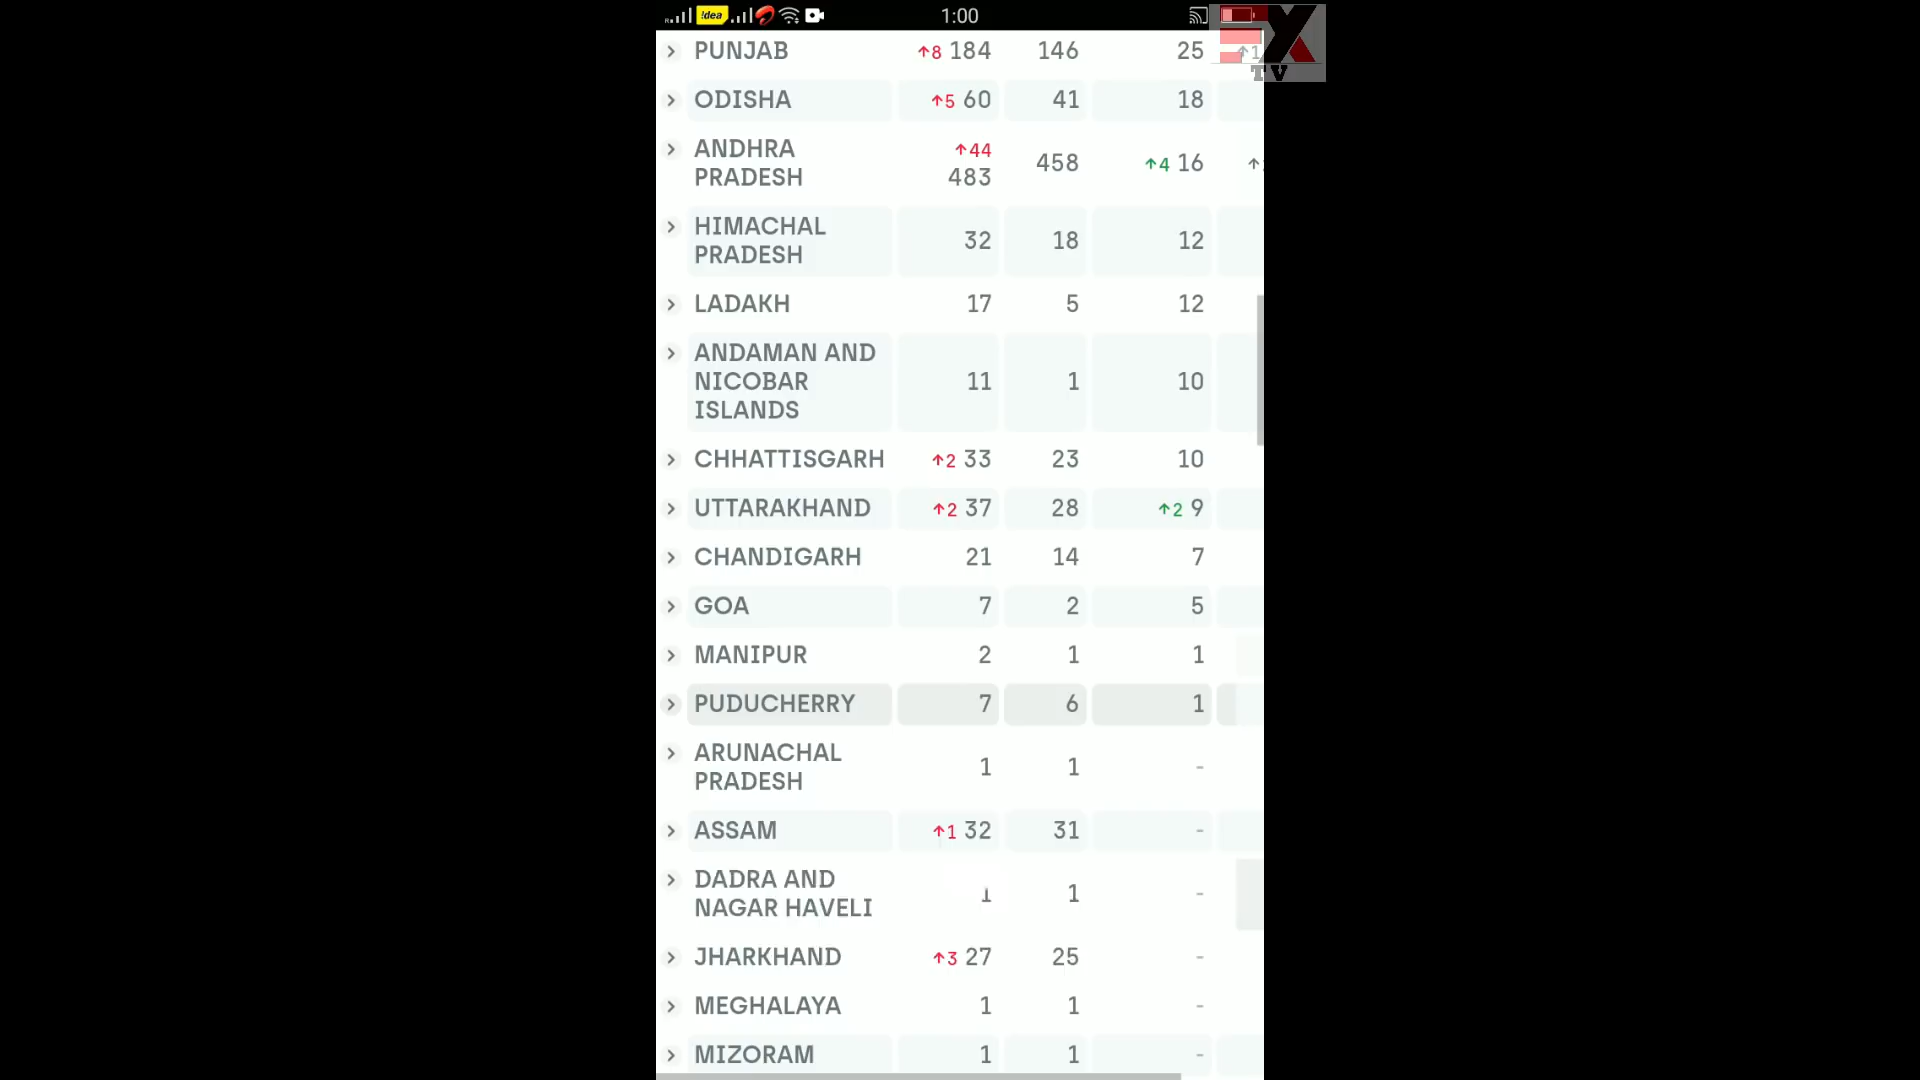 !dea 1:00
PUNJAB ↑8 184 146 25 ↑1
ODISHA ↑5 60 41 18
ANDHRA PRADESH ↑44 483 458 ↑4 16
HIMACHAL PRADESH 32 18 12
LADAKH 17 5 12
ANDAMAN AND NICOBAR ISLANDS 11 1 10
CHHATTISGARH ↑2 33 23 10
UTTARAKHAND ↑2 37 28 ↑2 9
CHANDIGARH 21 14 7
GOA 7 2 5
MANIPUR 2 1 1
PUDUCHERRY 7 6 1
ARUNACHAL PRADESH 1 1 -
ASSAM ↑1 32 31 -
DADRA AND NAGAR HAVELI 1 1 -
JHARKHAND ↑3 27 25 -
MEGHALAYA 1 1 -
MIZORAM 1 1 -
X
TV